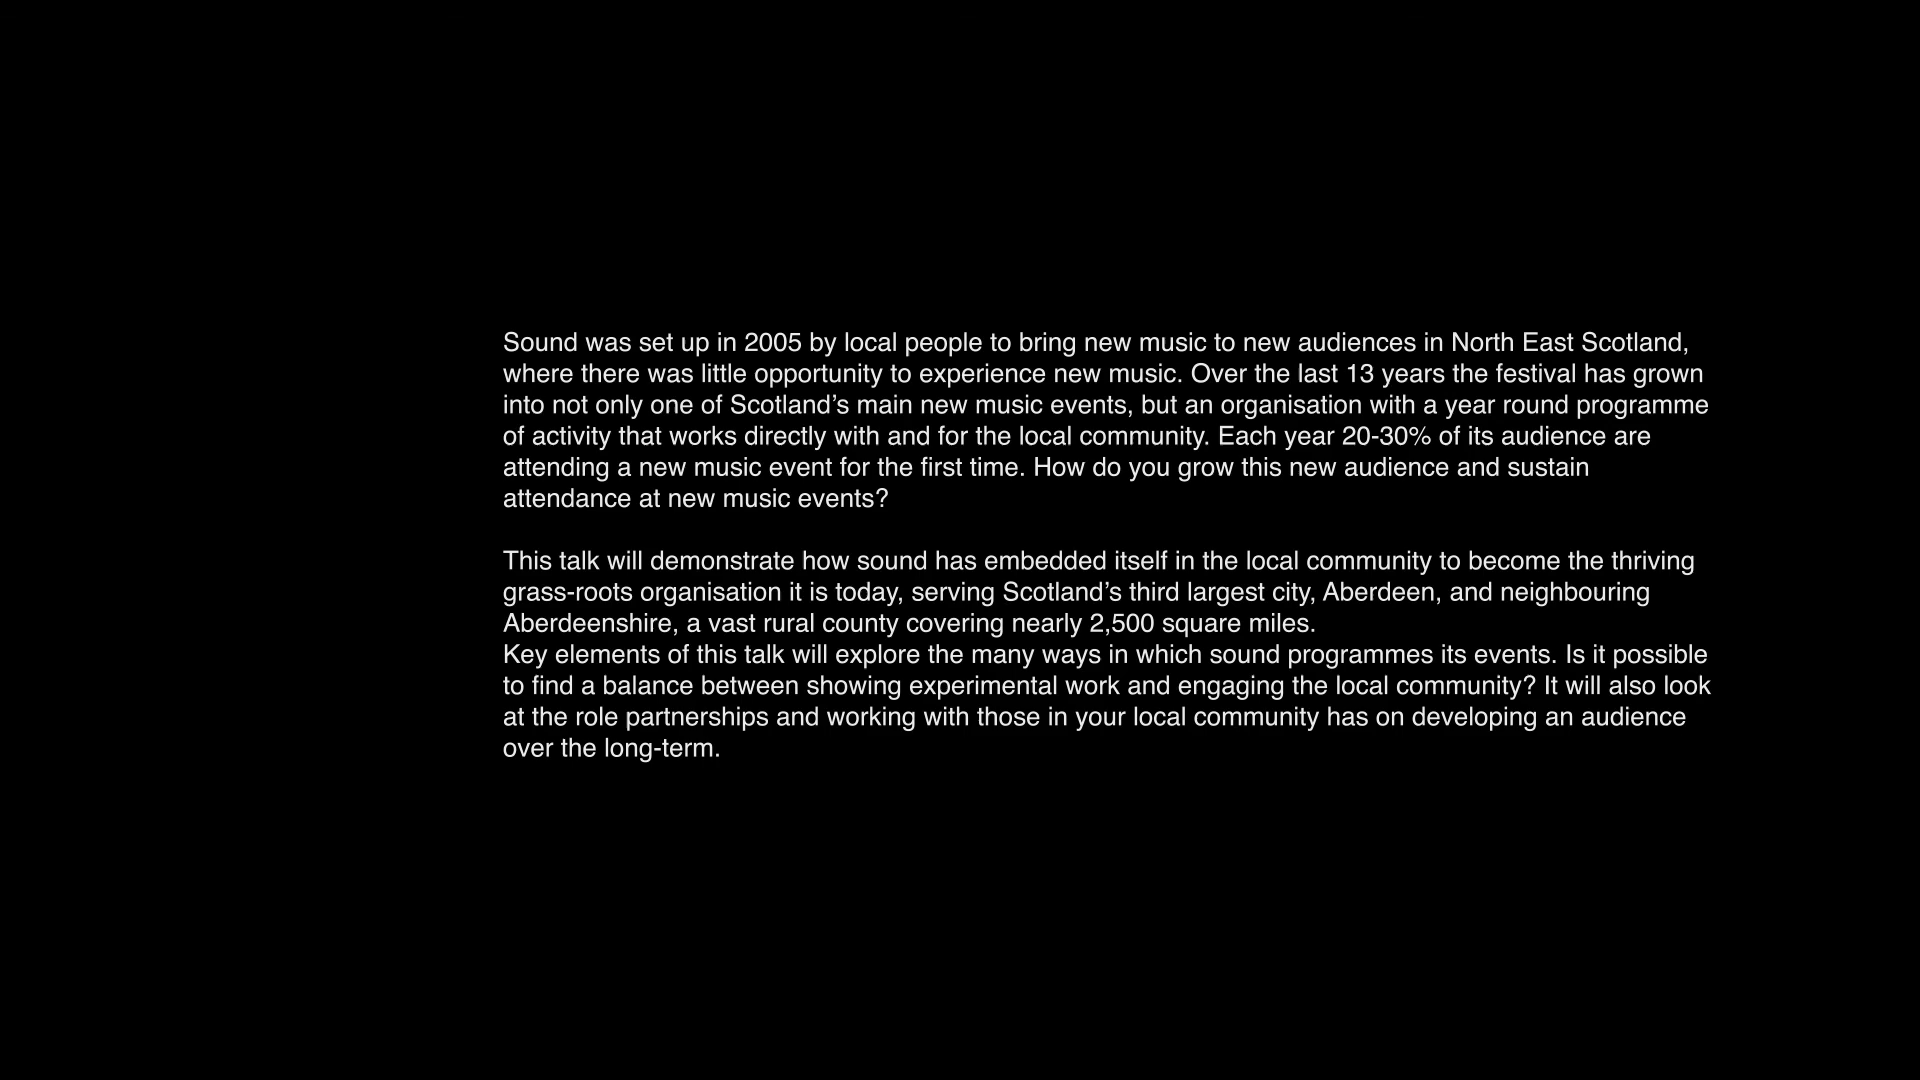 Sound was set up in 2005 by local people to bring new music to new audiences in North East Scotland,
where there was little opportunity to experience new music. Over the last 13 years the festival has grown
into not only one of Scotland’s main new music events, but an organisation with a year round programme
of activity that works directly with and for the local community. Each year 20-30% of its audience are
attending a new music event for the first time. How do you grow this new audience and sustain
attendance at new music events?

This talk will demonstrate how sound has embedded itself in the local community to become the thriving
grass-roots organisation it is today, serving Scotland’s third largest city, Aberdeen, and neighbouring
Aberdeenshire, a vast rural county covering nearly 2,500 square miles.
Key elements of this talk will explore the many ways in which sound programmes its events. Is it possible
to find a balance between showing experimental work and engaging the local community? It will also look
at the role partnerships and working with those in your local community has on developing an audience
over the long-term.